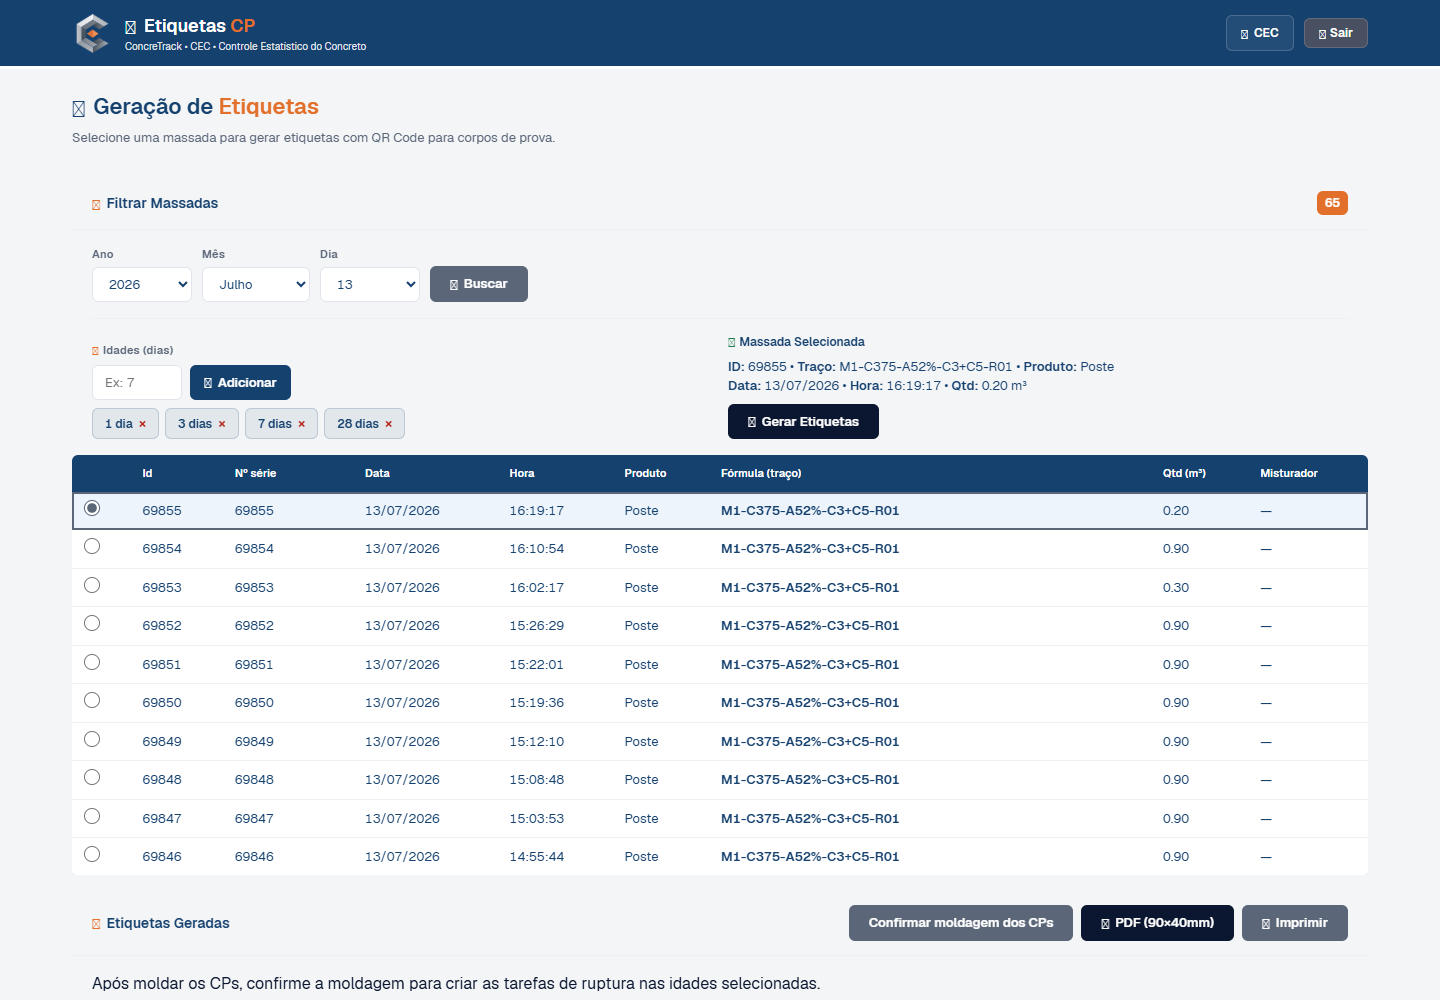 Etiquetas CP
ConcreTrack • CEC • Controle Estatístico do Concreto
CEC
Sair
Geração de Etiquetas
Selecione uma massada para gerar etiquetas com QR Code para corpos de prova.
Filtrar Massadas
65
Ano Mês Dia
2026 Julho 13 Buscar
Idades (dias)
Ex: 7 Adicionar
1 dia × 3 dias × 7 dias × 28 dias ×
Massada Selecionada
ID: 69855 • Traço: M1-C375-A52%-C3+C5-R01 • Produto: Poste
Data: 13/07/2026 • Hora: 16:19:17 • Qtd: 0.20 m³
Gerar Etiquetas
Id Nº série Data Hora Produto Fórmula (traço) Qtd (m³) Misturador
69855 69855 13/07/2026 16:19:17 Poste M1-C375-A52%-C3+C5-R01 0.20 —
69854 69854 13/07/2026 16:10:54 Poste M1-C375-A52%-C3+C5-R01 0.90 —
69853 69853 13/07/2026 16:02:17 Poste M1-C375-A52%-C3+C5-R01 0.30 —
69852 69852 13/07/2026 15:26:29 Poste M1-C375-A52%-C3+C5-R01 0.90 —
69851 69851 13/07/2026 15:22:01 Poste M1-C375-A52%-C3+C5-R01 0.90 —
69850 69850 13/07/2026 15:19:36 Poste M1-C375-A52%-C3+C5-R01 0.90 —
69849 69849 13/07/2026 15:12:10 Poste M1-C375-A52%-C3+C5-R01 0.90 —
69848 69848 13/07/2026 15:08:48 Poste M1-C375-A52%-C3+C5-R01 0.90 —
69847 69847 13/07/2026 15:03:53 Poste M1-C375-A52%-C3+C5-R01 0.90 —
69846 69846 13/07/2026 14:55:44 Poste M1-C375-A52%-C3+C5-R01 0.90 —
Etiquetas Geradas
Confirmar moldagem dos CPs
PDF (90×40mm)
Imprimir
Após moldar os CPs, confirme a moldagem para criar as tarefas de ruptura nas idades selecionadas.